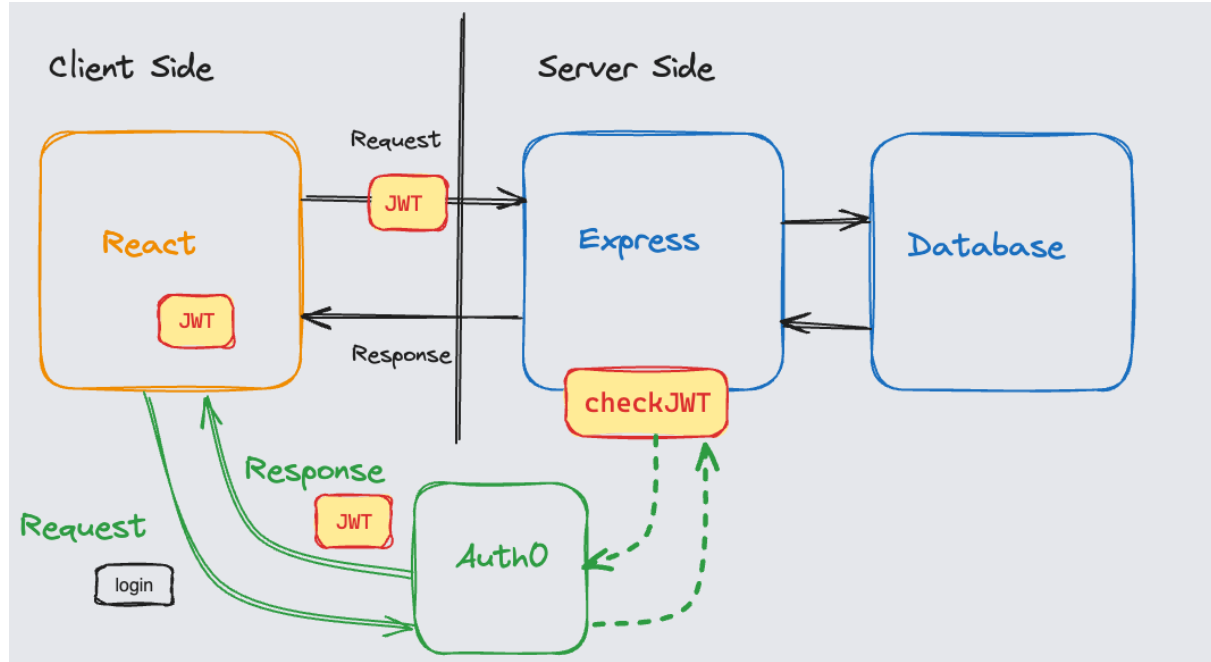 Client Side
Server Side
Request
JWT
React
Express
Database
JWT
Response
checkJWT
Response
JWT
Request
Auth0
login